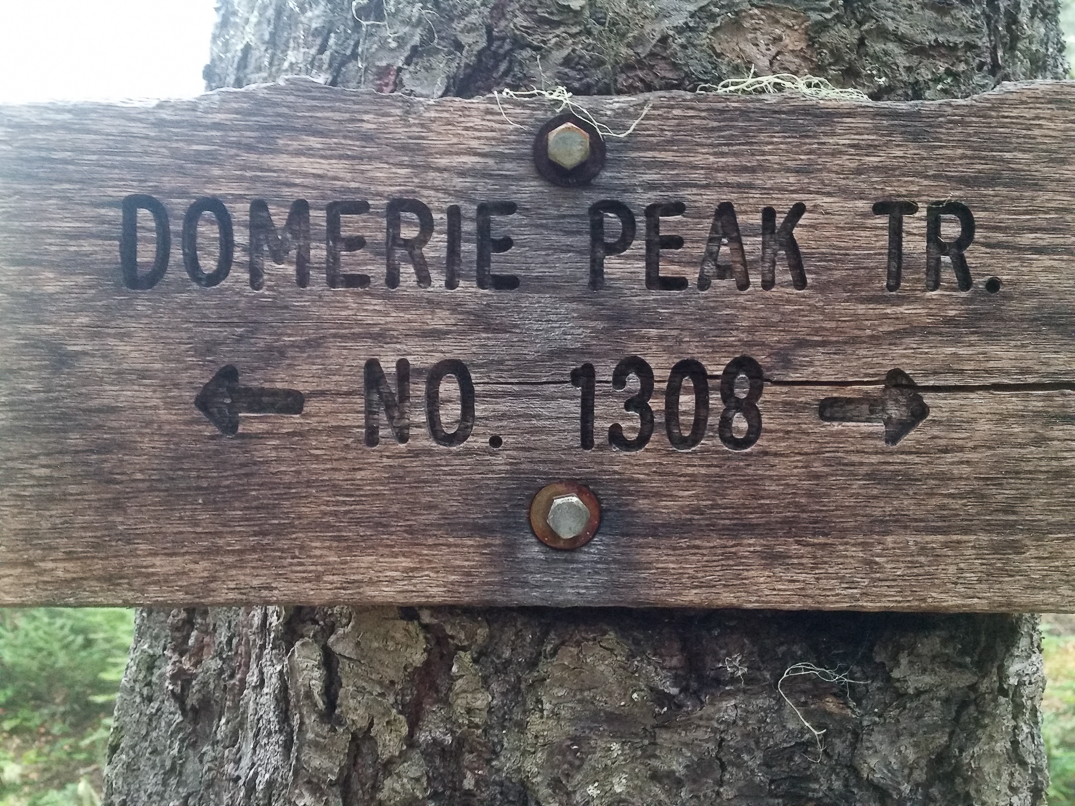 DOMERIE PEAK TR.
← NO. 1308 →